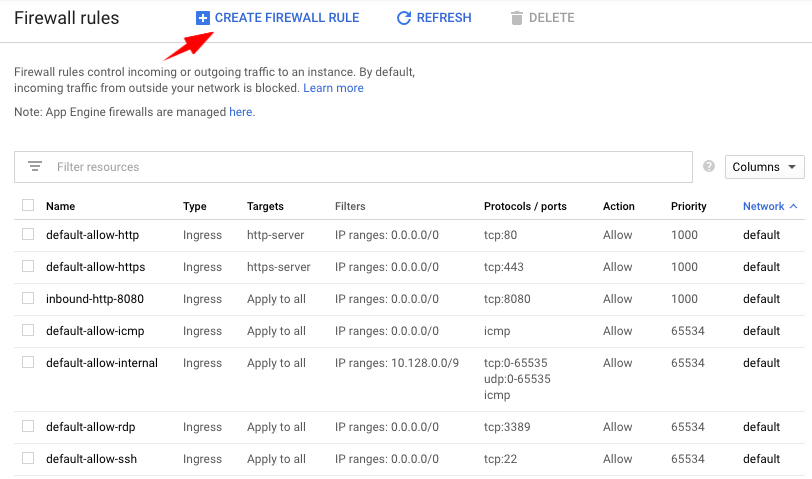 Firewall rules CREATE FIREWALL RULE REFRESH DELETE
Firewall rules control incoming or outgoing traffic to an instance. By default,
incoming traffic from outside your network is blocked. Learn more
Note: App Engine firewalls are managed here.
Filter resources ? Columns
Name Type Targets Filters Protocols / ports Action Priority Network
default-allow-http Ingress http-server IP ranges: 0.0.0.0/0 tcp:80 Allow 1000 default
default-allow-https Ingress https-server IP ranges: 0.0.0.0/0 tcp:443 Allow 1000 default
inbound-http-8080 Ingress Apply to all IP ranges: 0.0.0.0/0 tcp:8080 Allow 1000 default
default-allow-icmp Ingress Apply to all IP ranges: 0.0.0.0/0 icmp Allow 65534 default
default-allow-internal Ingress Apply to all IP ranges: 10.128.0.0/9 tcp:0-65535 Allow 65534 default
udp:0-65535
icmp
default-allow-rdp Ingress Apply to all IP ranges: 0.0.0.0/0 tcp:3389 Allow 65534 default
default-allow-ssh Ingress Apply to all IP ranges: 0.0.0.0/0 tcp:22 Allow 65534 default